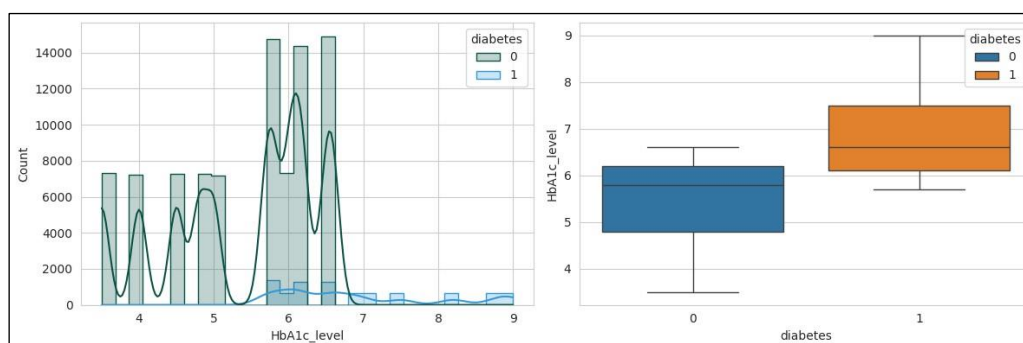 diabetes
0
1
14000
12000
10000
8000
6000
4000
2000
0
Count
4 5 6 7 8 9
HbA1c_level
diabetes
0
1
9
8
7
6
5
4
HbA1c_level
0 1
diabetes